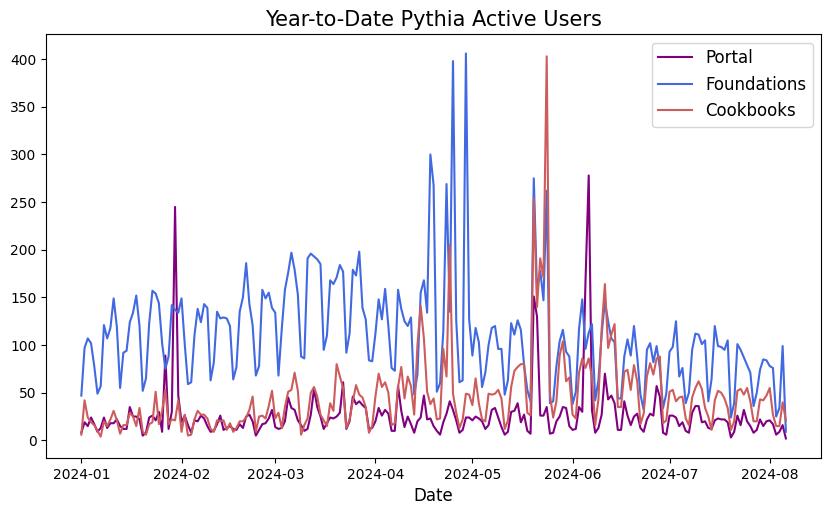 Year-to-Date Pythia Active Users
Portal
Foundations
Cookbooks
400
350
300
250
200
150
100
50
0
2024-01 2024-02 2024-03 2024-04 2024-05 2024-06 2024-07 2024-08
Date